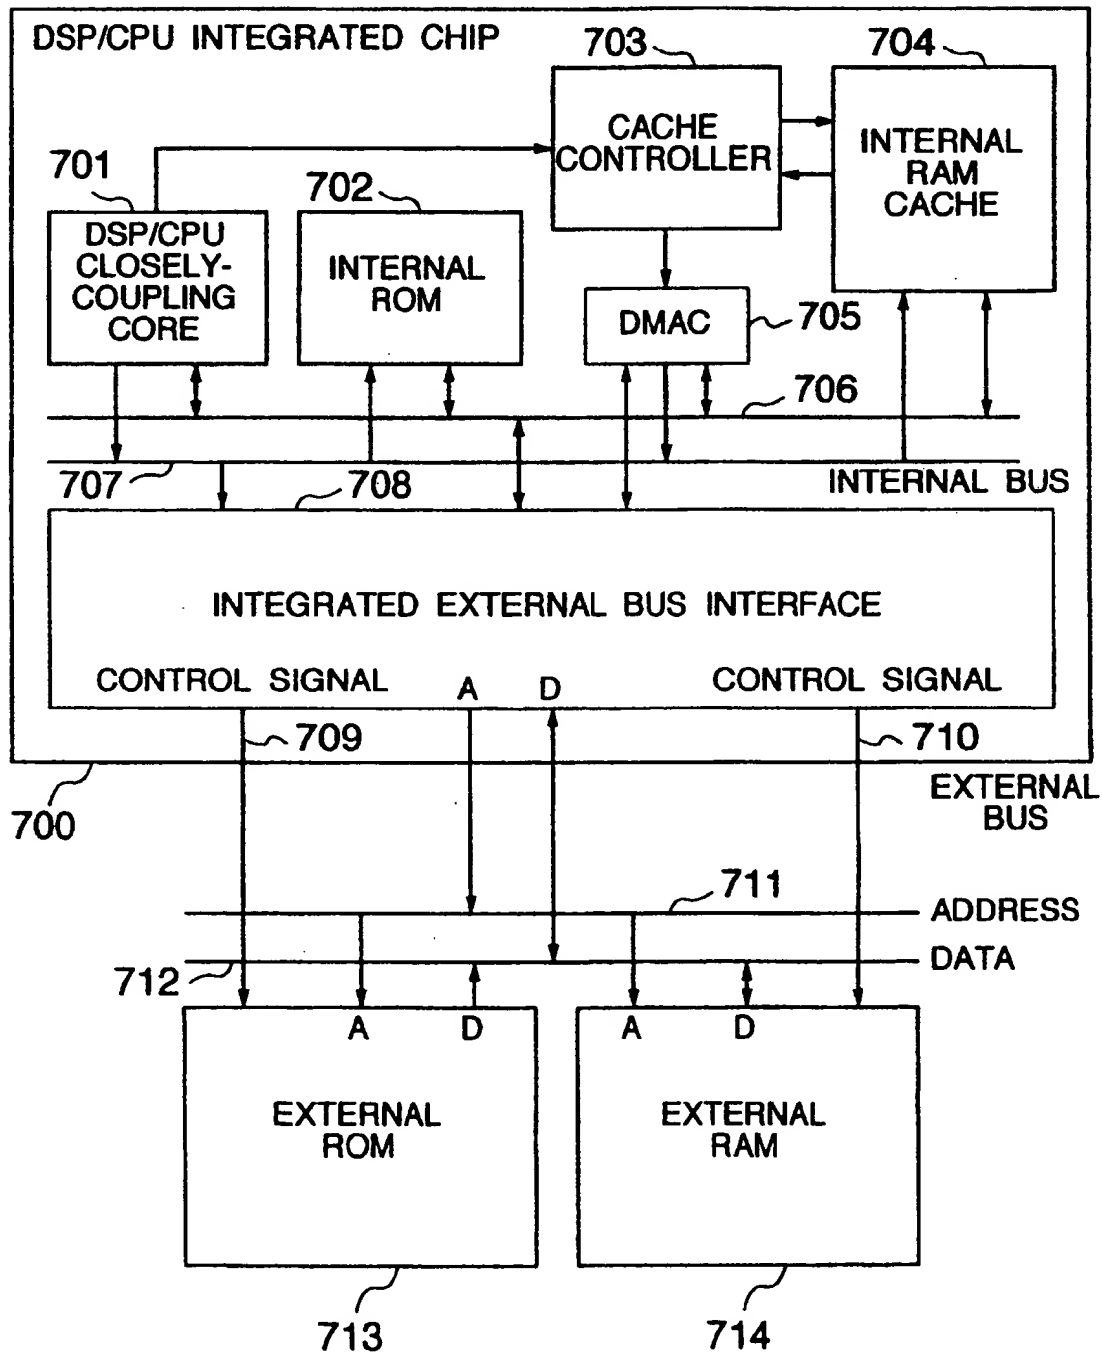 DSP/CPU INTEGRATED CHIP
703
704
CACHE
CONTROLLER
INTERNAL
RAM
CACHE
701
702
DSP/CPU
CLOSELY-
COUPLING
CORE
INTERNAL
ROM
DMAC
705
706
707
708
INTERNAL BUS
INTEGRATED EXTERNAL BUS INTERFACE
CONTROL SIGNAL
A
D
CONTROL SIGNAL
709
710
700
EXTERNAL
BUS
711
ADDRESS
712
DATA
A
D
A
D
EXTERNAL
ROM
EXTERNAL
RAM
713
714